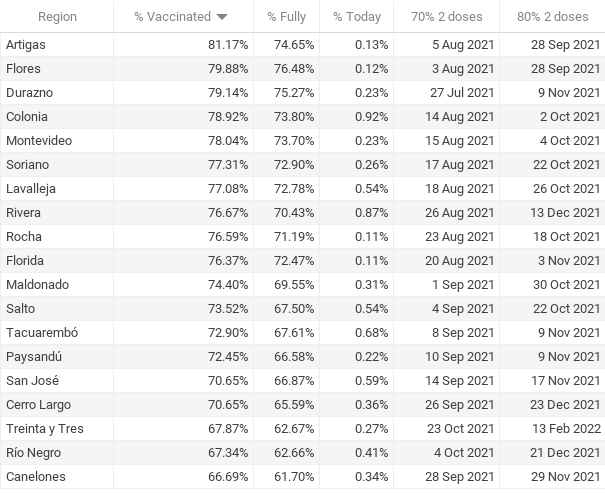 Region % Vaccinated % Fully % Today 70% 2 doses 80% 2 doses
Artigas 81.17% 74.65% 0.13% 5 Aug 2021 28 Sep 2021
Flores 79.88% 76.48% 0.12% 3 Aug 2021 28 Sep 2021
Durazno 79.14% 75.27% 0.23% 27 Jul 2021 9 Nov 2021
Colonia 78.92% 73.80% 0.92% 14 Aug 2021 2 Oct 2021
Montevideo 78.04% 73.70% 0.23% 15 Aug 2021 4 Oct 2021
Soriano 77.31% 72.90% 0.26% 17 Aug 2021 22 Oct 2021
Lavalleja 77.08% 72.78% 0.54% 18 Aug 2021 26 Oct 2021
Rivera 76.67% 70.43% 0.87% 26 Aug 2021 13 Dec 2021
Rocha 76.59% 71.19% 0.11% 23 Aug 2021 18 Oct 2021
Florida 76.37% 72.47% 0.11% 20 Aug 2021 3 Nov 2021
Maldonado 74.40% 69.55% 0.31% 1 Sep 2021 30 Oct 2021
Salto 73.52% 67.50% 0.54% 4 Sep 2021 22 Oct 2021
Tacuarembó 72.90% 67.61% 0.68% 8 Sep 2021 9 Nov 2021
Paysandú 72.45% 66.58% 0.22% 10 Sep 2021 9 Nov 2021
San José 70.65% 66.87% 0.59% 14 Sep 2021 17 Nov 2021
Cerro Largo 70.65% 65.59% 0.36% 26 Sep 2021 23 Dec 2021
Treinta y Tres 67.87% 62.67% 0.27% 23 Oct 2021 13 Feb 2022
Río Negro 67.34% 62.66% 0.41% 4 Oct 2021 21 Dec 2021
Canelones 66.69% 61.70% 0.34% 28 Sep 2021 29 Nov 2021